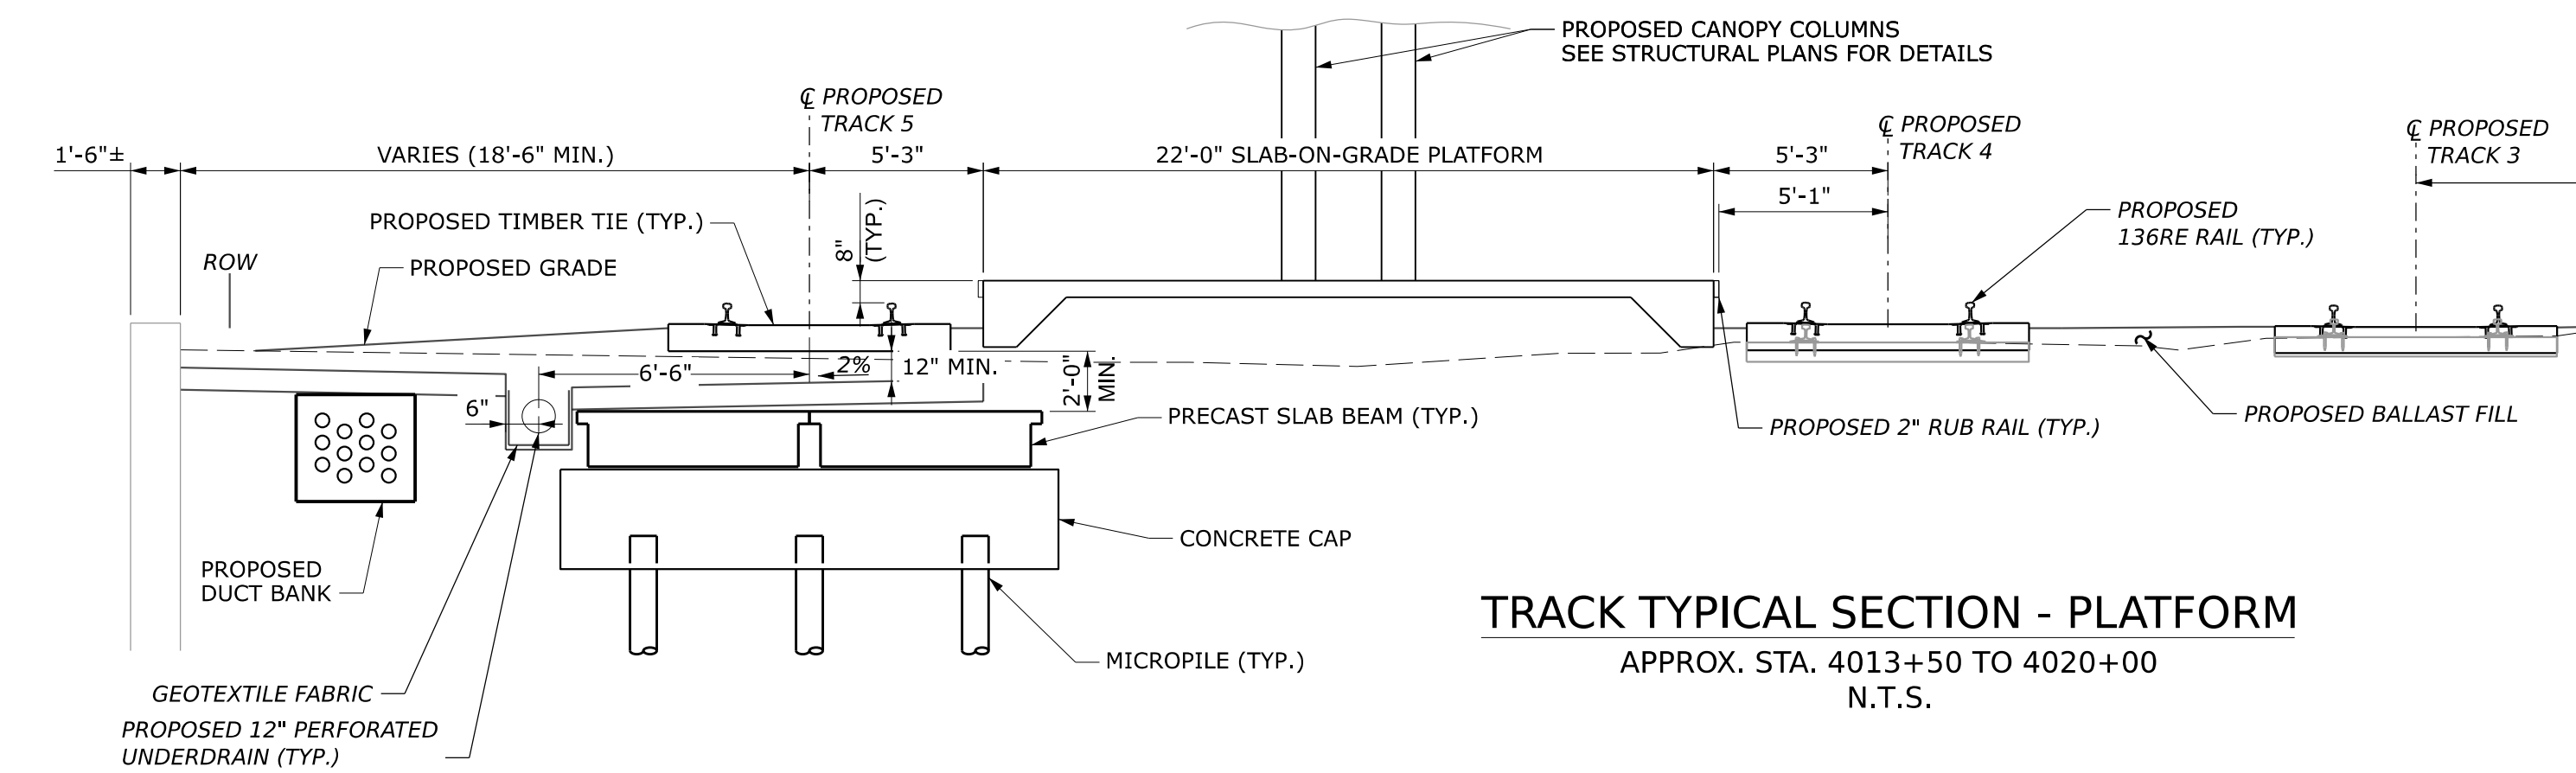 PROPOSED CANOPY COLUMNS
SEE STRUCTURAL PLANS FOR DETAILS
℄ PROPOSED
TRACK 5
℄ PROPOSED
TRACK 4
℄ PROPOSED
TRACK 3
1'-6"±
VARIES (18'-6" MIN.)
5'-3"
22'-0" SLAB-ON-GRADE PLATFORM
5'-3"
5'-1"
PROPOSED TIMBER TIE (TYP.)
8"
(TYP.)
PROPOSED
136RE RAIL (TYP.)
ROW
PROPOSED GRADE
6'-6"
2%
12" MIN.
2'-0"
MIN.
6"
PRECAST SLAB BEAM (TYP.)
PROPOSED 2" RUB RAIL (TYP.)
PROPOSED BALLAST FILL
CONCRETE CAP
PROPOSED
DUCT BANK
MICROPILE (TYP.)
GEOTEXTILE FABRIC
PROPOSED 12" PERFORATED
UNDERDRAIN (TYP.)
TRACK TYPICAL SECTION - PLATFORM
APPROX. STA. 4013+50 TO 4020+00
N.T.S.